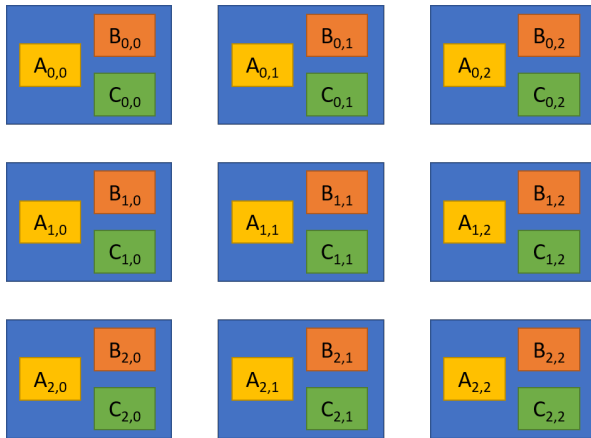 B0,0 B0,1 B0,2
A0,0 A0,1 A0,2
C0,0 C0,1 C0,2
B1,0 B1,1 B1,2
A1,0 A1,1 A1,2
C1,0 C1,1 C1,2
B2,0 B2,1 B2,2
A2,0 A2,1 A2,2
C2,0 C2,1 C2,2